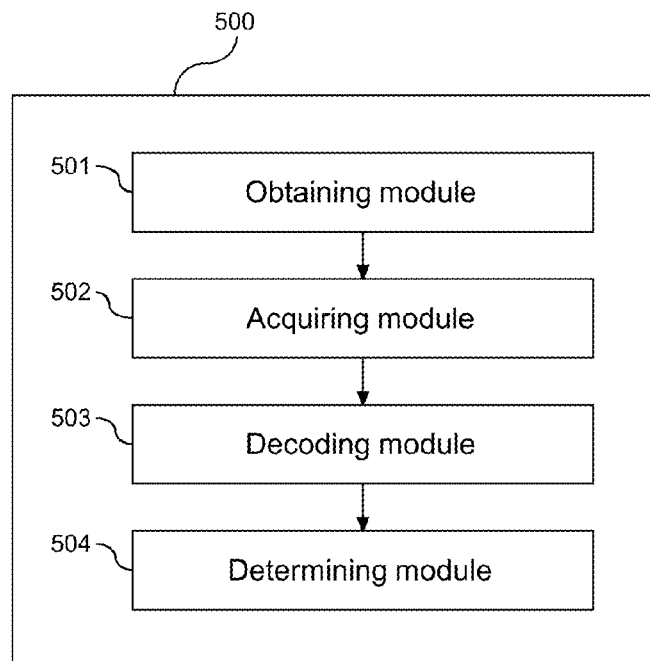 500
501
Obtaining module
502
Acquiring module
503
Decoding module
504
Determining module